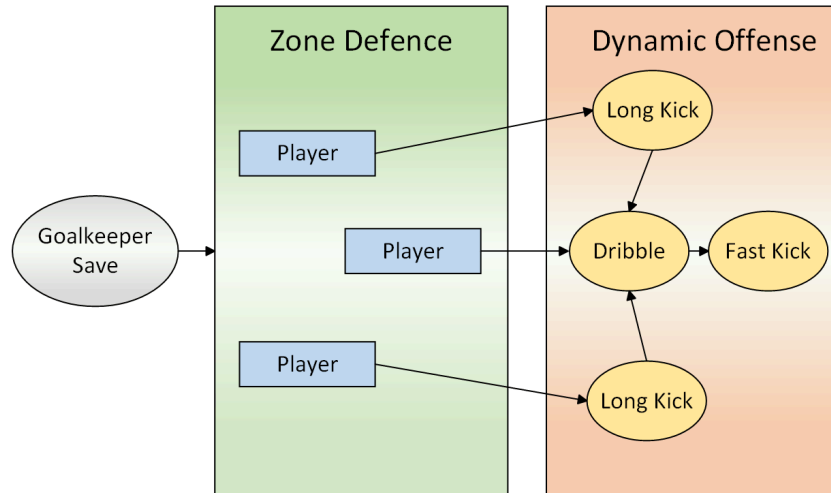 Zone Defence
Dynamic Offense
Long Kick
Player
Goalkeeper
Save
Player
Dribble
Fast Kick
Player
Long Kick